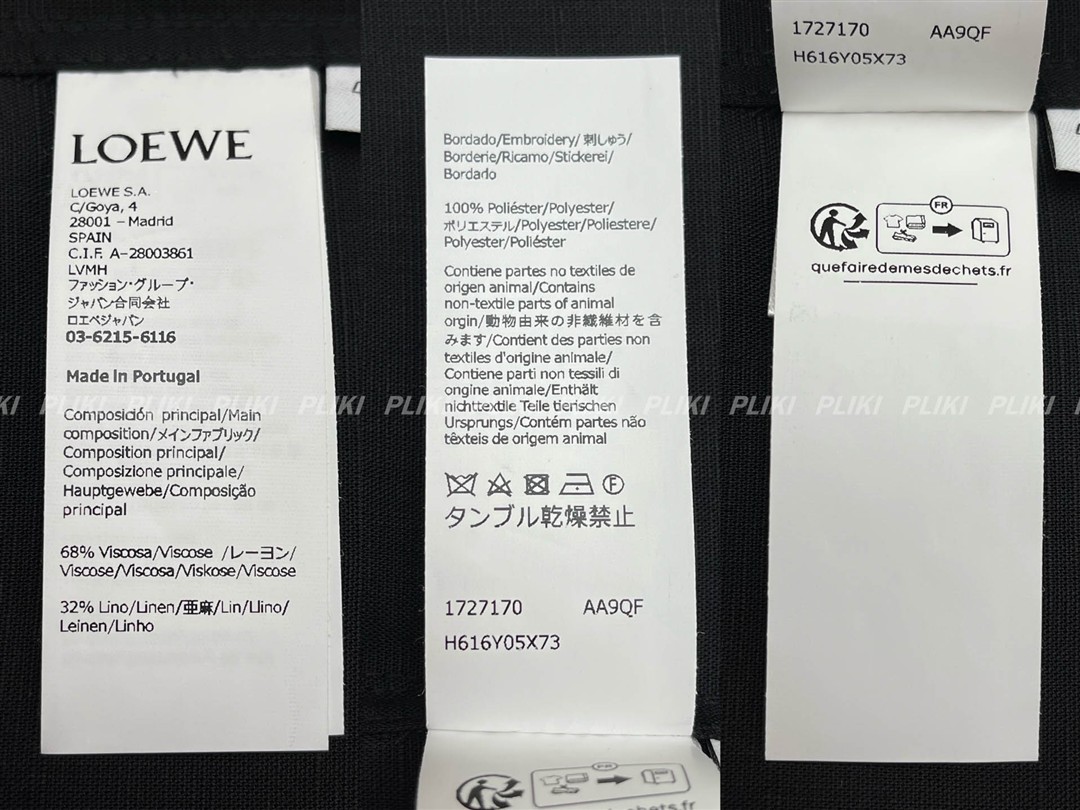 LOEWE
LOEWE S.A.
C/Goya, 4
28001 – Madrid
SPAIN
C.I.F. A-28003861
LVMH
ファッション・グループ・
ジャパン合同会社
ロエベジャパン
03-6215-6116
Made in Portugal
Composición principal/Main
composition/メインファブリック/
Composition principal/
Composizione principale/
Hauptgewebe/Composição
principal
68% Viscosa/Viscose /レーヨン/
Viscose/Viscosa/Viskose/Viscose
32% Lino/Linen/亜麻/Lin/Llino/
Leinen/Linho
Bordado/Embroidery/ 刺しゅう/
Borderie/Ricamo/Stickerei/
Bordado
100% Poliéster/Polyester/
ポリエステル/Polyester/Poliestere/
Polyester/Poliéster
Contiene partes no textiles de
origen animal/Contains
non-textile parts of animal
orgin/動物由来の非繊維材を含
みます/Contient des parties non
textiles d'origine animale/
Contiene parti non tessili di
origine animale/Enthält
nichttextile Teile tierischen
Ursprungs/Contém partes não
têxteis de origem animal
F
タンブル乾燥禁止
1727170 AA9QF
H616Y05X73
FR
chets.fr
1727170 AA9QF
H616Y05X73
FR
quefairedemesdechets.fr
PLIKI PLIKI PLIKI PLIKI PLIKI PLIKI PLIKI PLIKI PLIKI PLIKI PLIKI